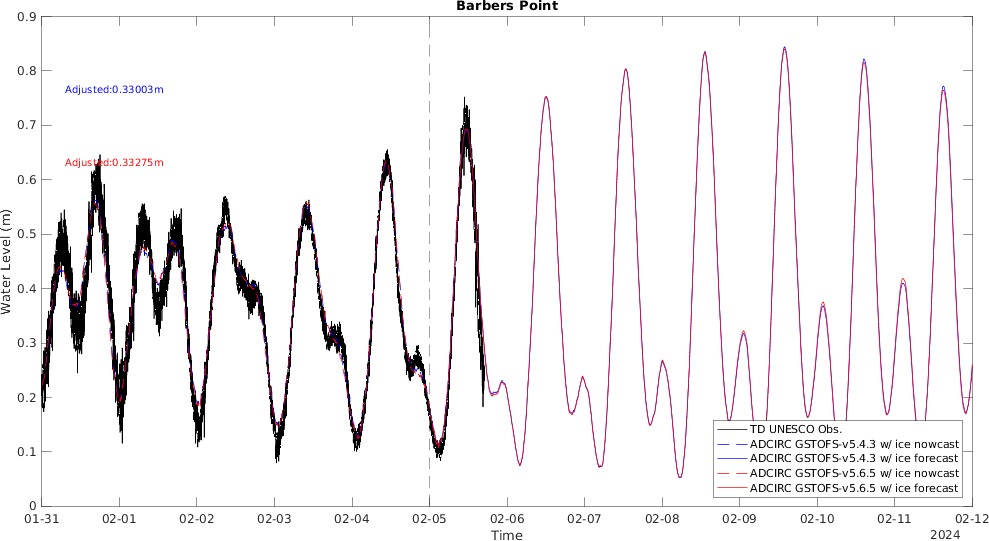 Barbers Point
0.9
0.8
0.7
0.6
0.5
0.4
0.3
0.2
0.1
0
Water Level (m)
Adjusted:0.33003m
Adjusted:0.33275m
TD UNESCO Obs.
ADCIRC GSTOFS-v5.4.3 w/ ice nowcast
ADCIRC GSTOFS-v5.4.3 w/ ice forecast
ADCIRC GSTOFS-v5.6.5 w/ ice nowcast
ADCIRC GSTOFS-v5.6.5 w/ ice forecast
01-31 02-01 02-02 02-03 02-04 02-05 02-06 02-07 02-08 02-09 02-10 02-11 02-12
Time
2024